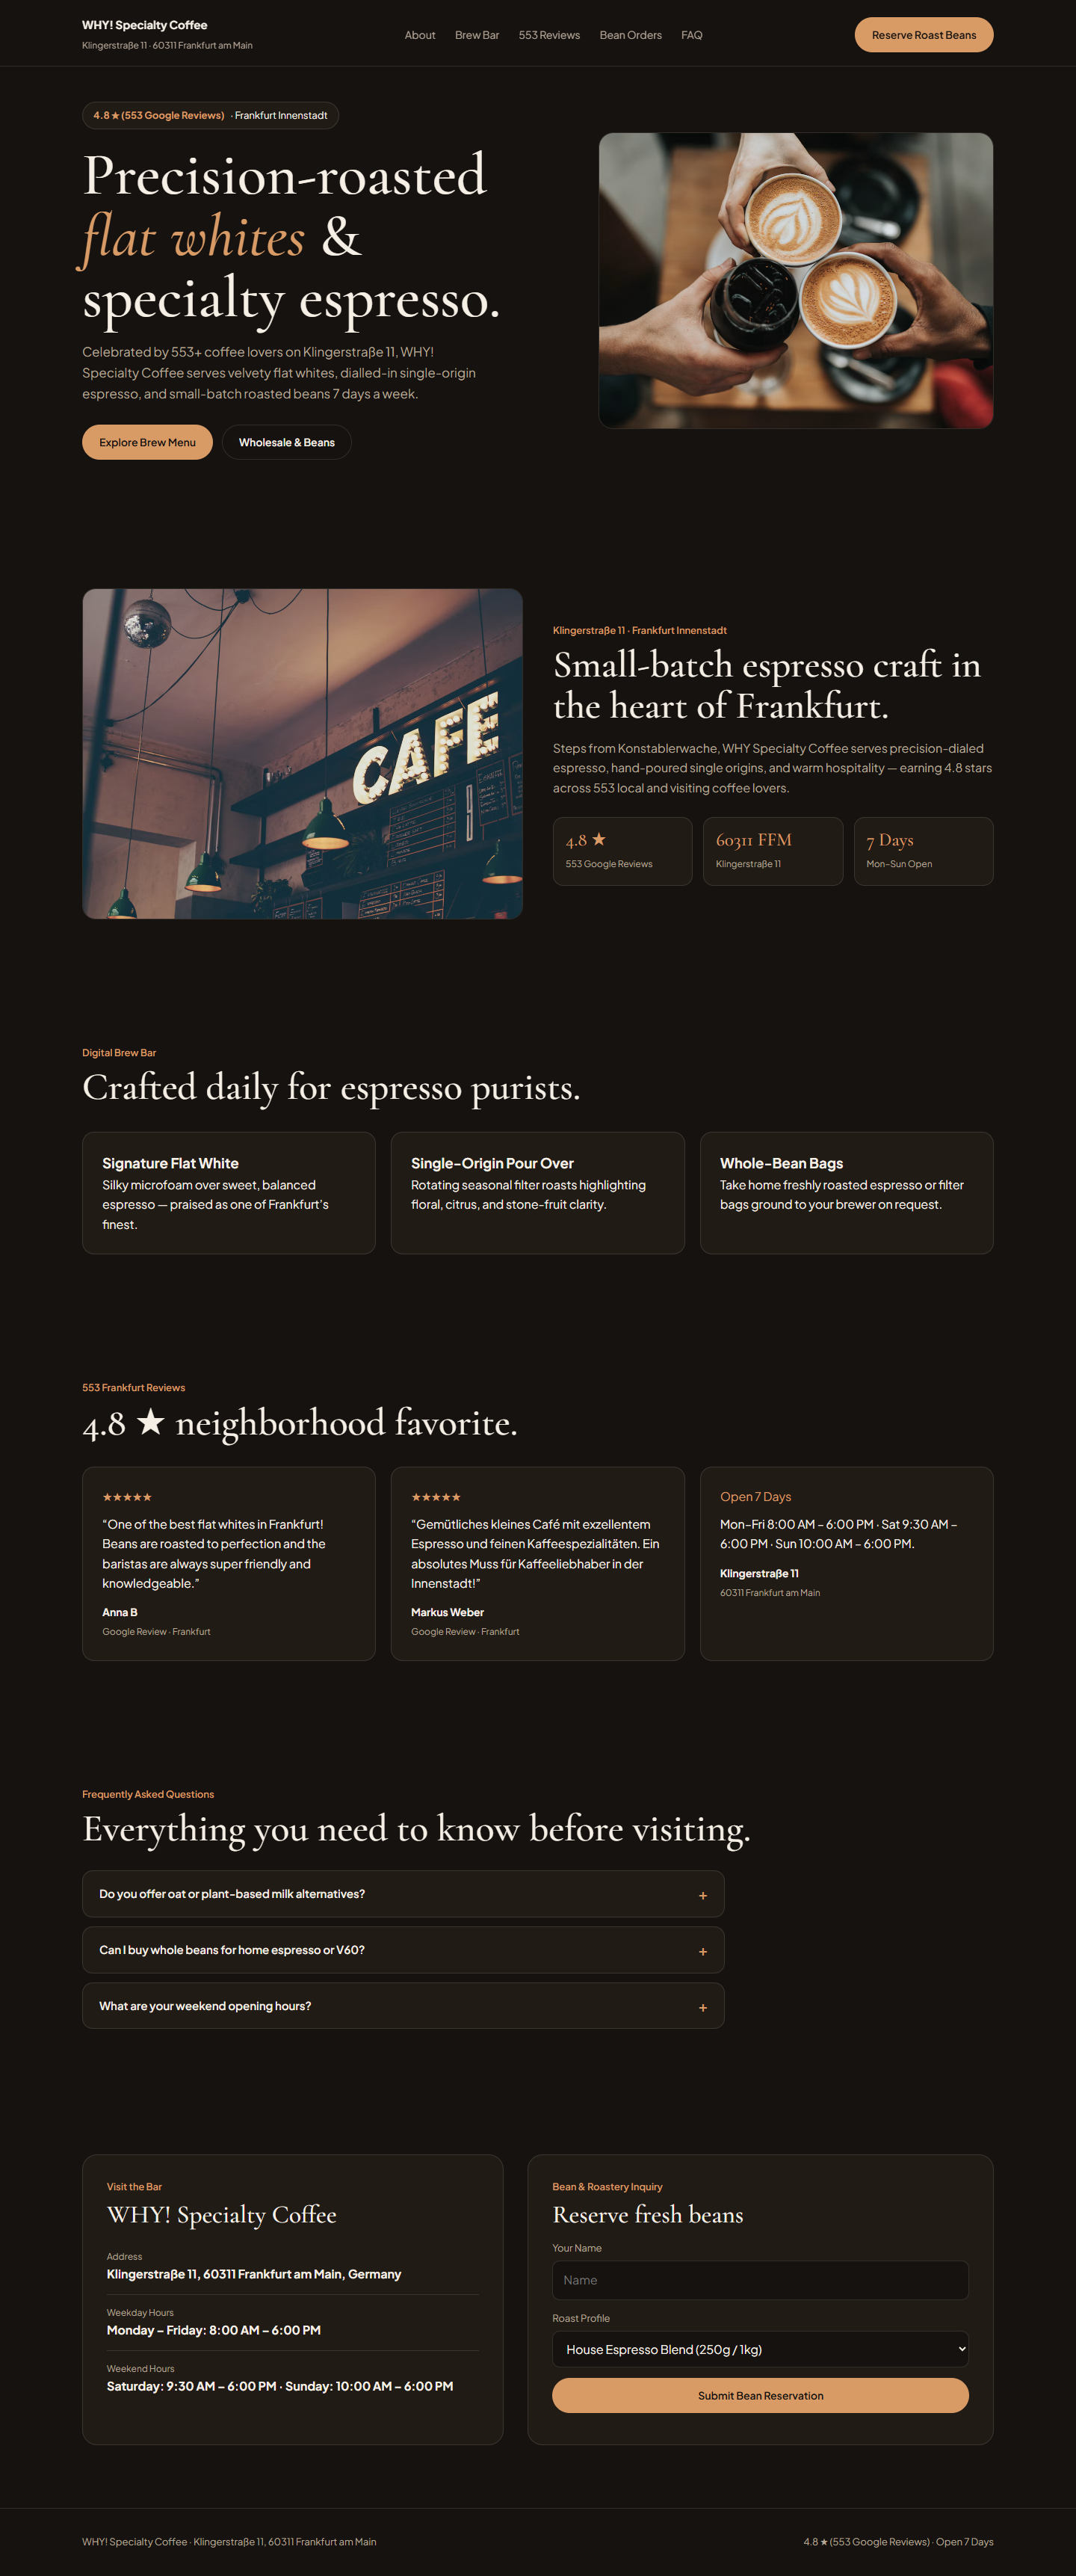 WHY! Specialty Coffee
Klingerstraße 11 · 60311 Frankfurt am Main
About
Brew Bar
553 Reviews
Bean Orders
FAQ
Reserve Roast Beans
4.8 ★ (553 Google Reviews) · Frankfurt Innenstadt
Precision-roasted
flat whites &
specialty espresso.
Celebrated by 553+ coffee lovers on Klingerstraße 11, WHY!
Specialty Coffee serves velvety flat whites, dialled-in single-origin
espresso, and small-batch roasted beans 7 days a week.
Explore Brew Menu
Wholesale & Beans
CAFE
Klingerstraße 11 · Frankfurt Innenstadt
Small-batch espresso craft in
the heart of Frankfurt.
Steps from Konstablerwache, WHY Specialty Coffee serves precision-dialed
espresso, hand-poured single origins, and warm hospitality — earning 4.8 stars
across 553 local and visiting coffee lovers.
4.8 ★
553 Google Reviews
60311 FFM
Klingerstraße 11
7 Days
Mon–Sun Open
Digital Brew Bar
Crafted daily for espresso purists.
Signature Flat White
Silky microfoam over sweet, balanced
espresso — praised as one of Frankfurt's
finest.
Single-Origin Pour Over
Rotating seasonal filter roasts highlighting
floral, citrus, and stone-fruit clarity.
Whole-Bean Bags
Take home freshly roasted espresso or filter
bags ground to your brewer on request.
553 Frankfurt Reviews
4.8 ★ neighborhood favorite.
★★★★★
“One of the best flat whites in Frankfurt!
Beans are roasted to perfection and the
baristas are always super friendly and
knowledgeable.”
Anna B
Google Review · Frankfurt
★★★★★
“Gemütliches kleines Café mit exzellentem
Espresso und feinen Kaffeespezialitäten. Ein
absolutes Muss für Kaffeeliebhaber in der
Innenstadt!”
Markus Weber
Google Review · Frankfurt
Open 7 Days
Mon–Fri 8:00 AM – 6:00 PM · Sat 9:30 AM –
6:00 PM · Sun 10:00 AM – 6:00 PM.
Klingerstraße 11
60311 Frankfurt am Main
Frequently Asked Questions
Everything you need to know before visiting.
Do you offer oat or plant-based milk alternatives? +
Can I buy whole beans for home espresso or V60? +
What are your weekend opening hours? +
Visit the Bar
WHY! Specialty Coffee
Address
Klingerstraße 11, 60311 Frankfurt am Main, Germany
Weekday Hours
Monday – Friday: 8:00 AM – 6:00 PM
Weekend Hours
Saturday: 9:30 AM – 6:00 PM · Sunday: 10:00 AM – 6:00 PM
Bean & Roastery Inquiry
Reserve fresh beans
Your Name
Name
Roast Profile
House Espresso Blend (250g / 1kg)
Submit Bean Reservation
WHY! Specialty Coffee · Klingerstraße 11, 60311 Frankfurt am Main
4.8 ★ (553 Google Reviews) · Open 7 Days